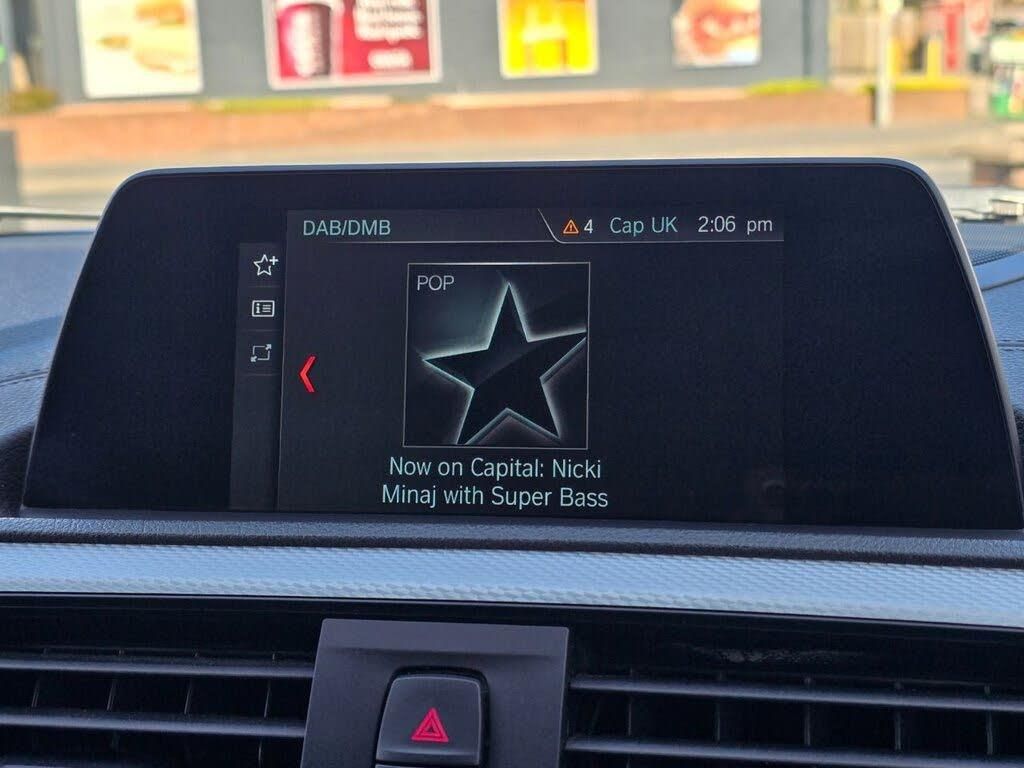 DAB/DMB
4 Cap UK 2:06 pm
POP
Now on Capital: Nicki
Minaj with Super Bass